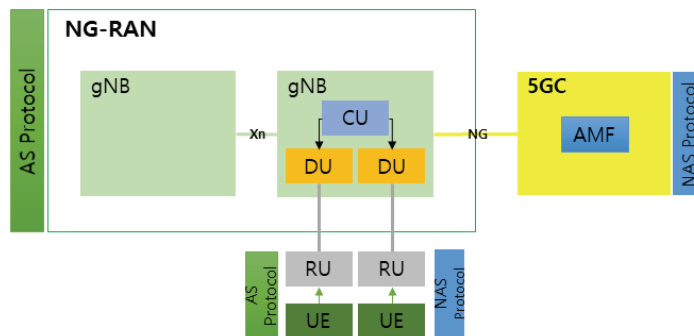 AS Protocol
NG-RAN
gNB
Xn
gNB
CU
DU
DU
NG
5GC
AMF
NAS Protocol
AS
Protocol
RU
RU
NAS
Protocol
UE
UE